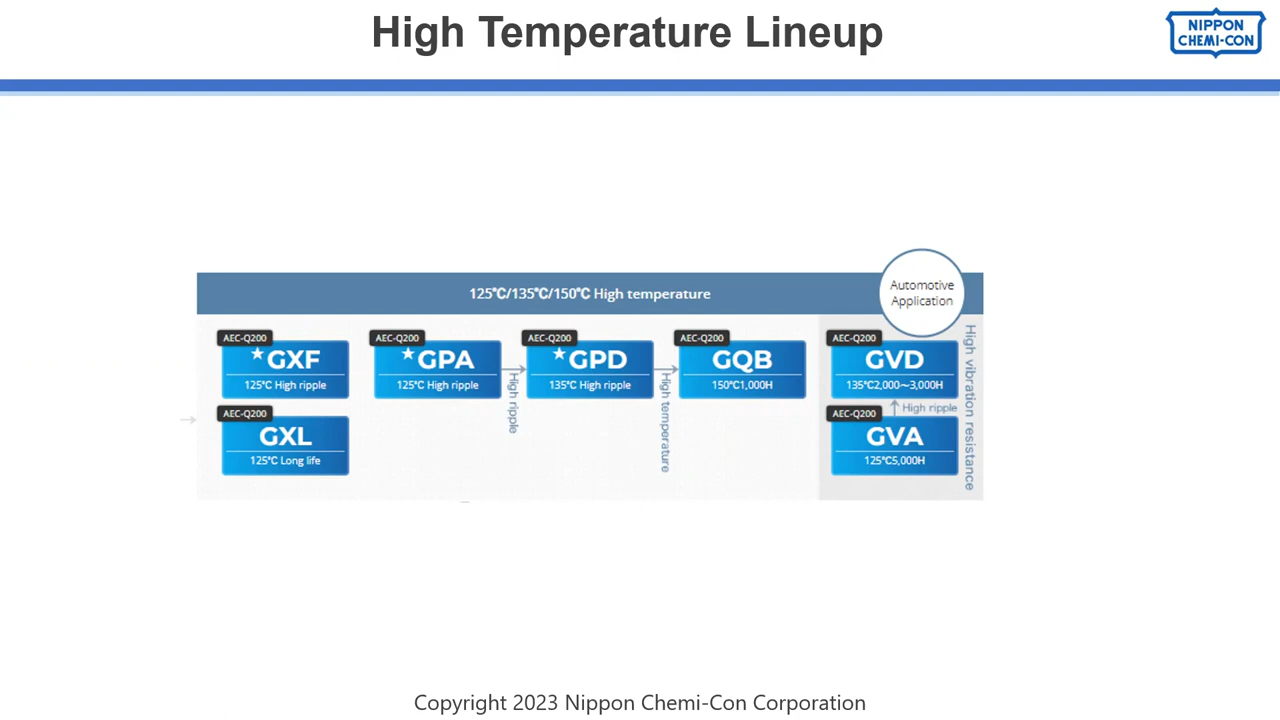 High Temperature Lineup
NIPPON
CHEMI-CON
Automotive
Application
125℃/135℃/150℃ High temperature
AEC-Q200
★GXF
125℃ High ripple
AEC-Q200
GXL
125℃ Long life
AEC-Q200
★GPA
125℃ High ripple
High ripple
AEC-Q200
★GPD
135℃ High ripple
High temperature
AEC-Q200
GQB
150℃1,000H
AEC-Q200
GVD
135℃2,000～3,000H
High ripple
AEC-Q200
GVA
125℃5,000H
High vibration resistance
Copyright 2023 Nippon Chemi-Con Corporation